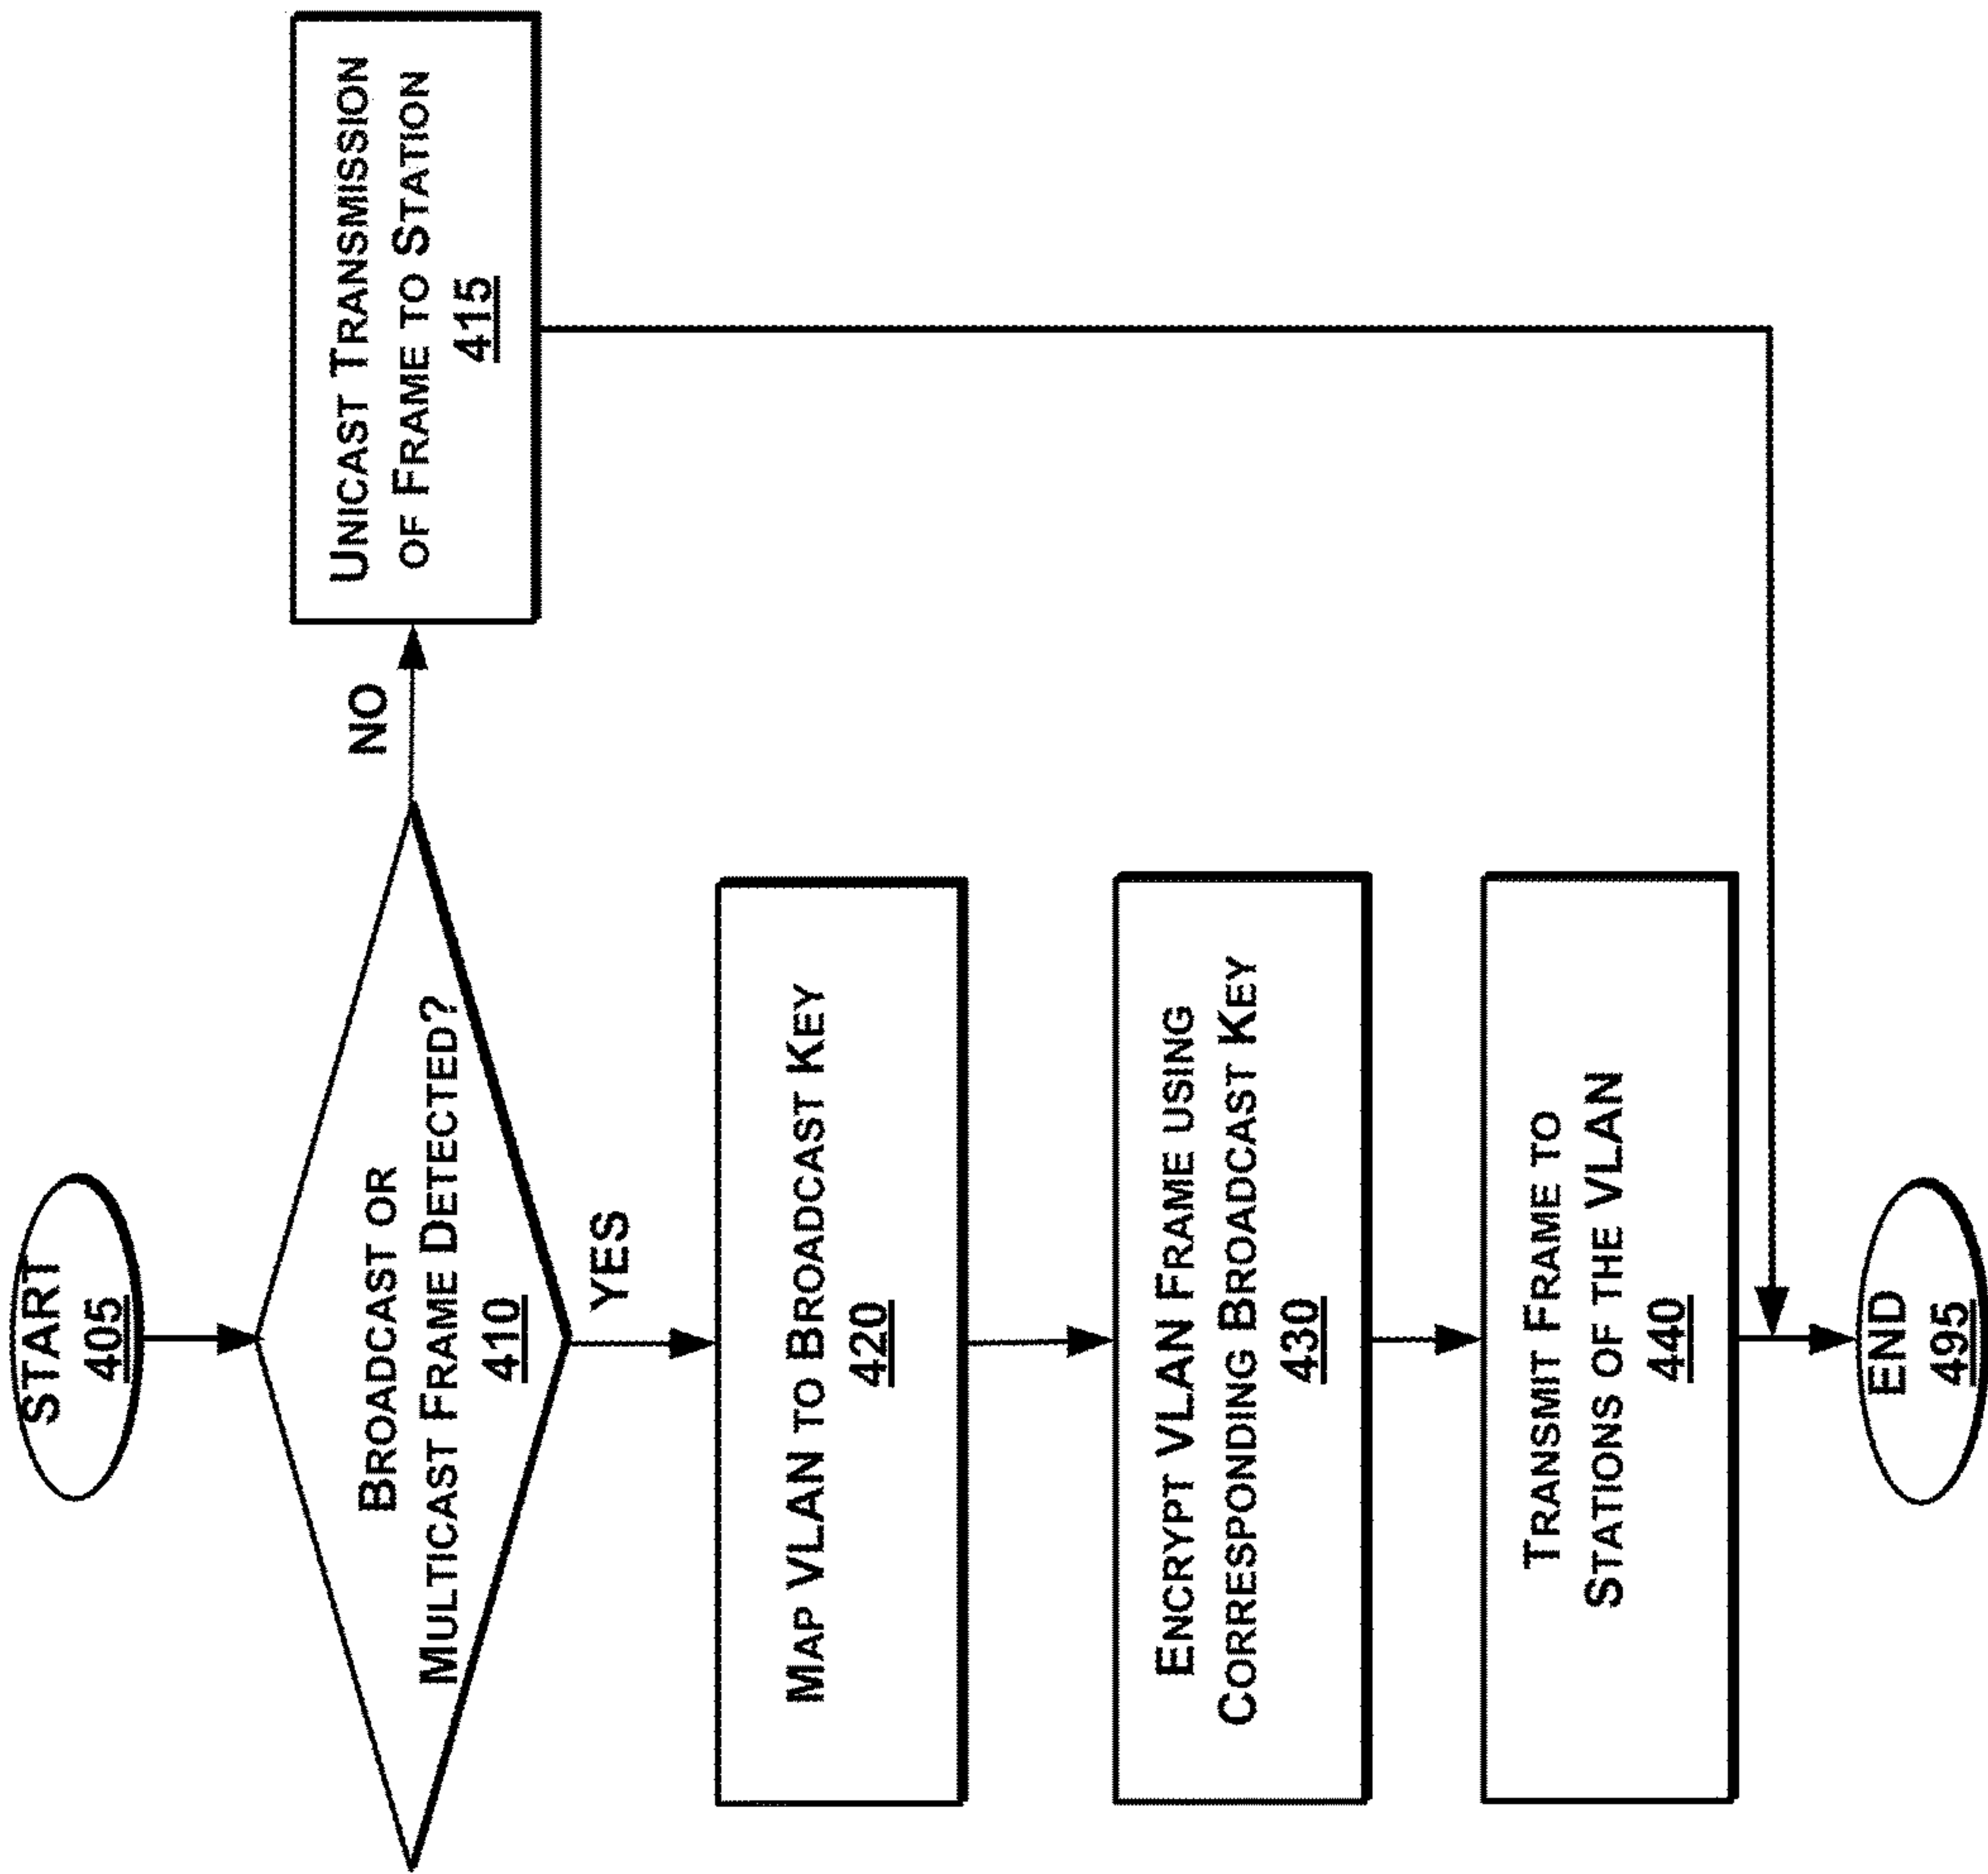 START
405
BROADCAST OR
MULTICAST FRAME DETECTED?
410
NO
UNICAST TRANSMISSION
OF FRAME TO STATION
415
YES
MAP VLAN TO BROADCAST KEY
420
ENCRYPT VLAN FRAME USING
CORRESPONDING BROADCAST KEY
430
TRANSMIT FRAME TO
STATIONS OF THE VLAN
440
END
495